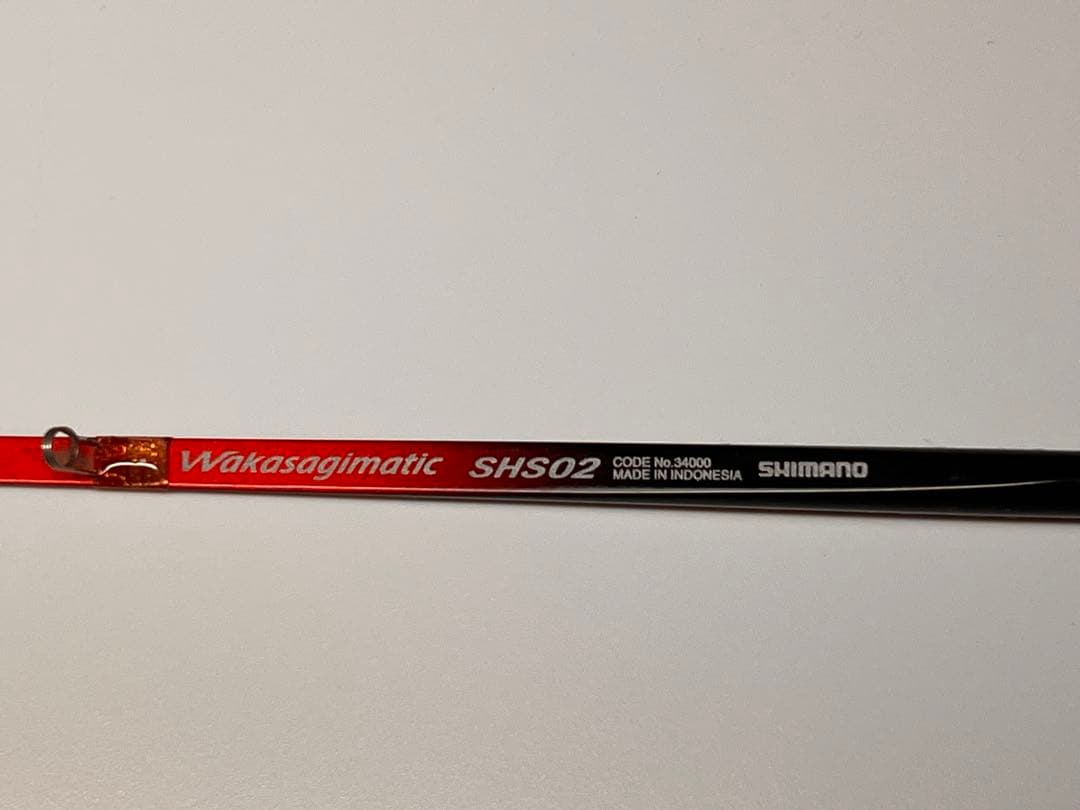 Wakasagimatic SHS02 CODE No.34000
MADE IN INDONESIA SHIMANO